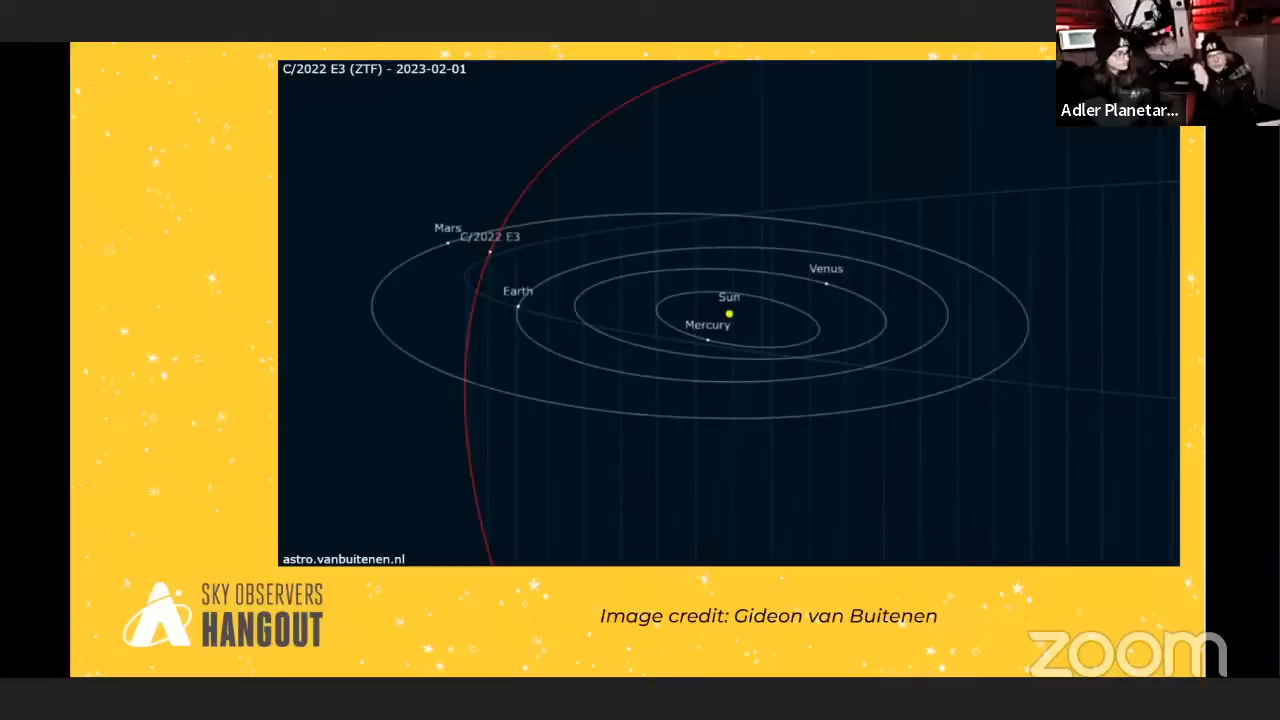 C/2022 E3 (ZTF) - 2023-02-01
Adler Planetar...
Mars
C/2022 E3
Venus
Earth
Sun
Mercury
astro.vanbuitenen.nl
SKY OBSERVERS
HANGOUT
Image credit: Gideon van Buitenen
zoom